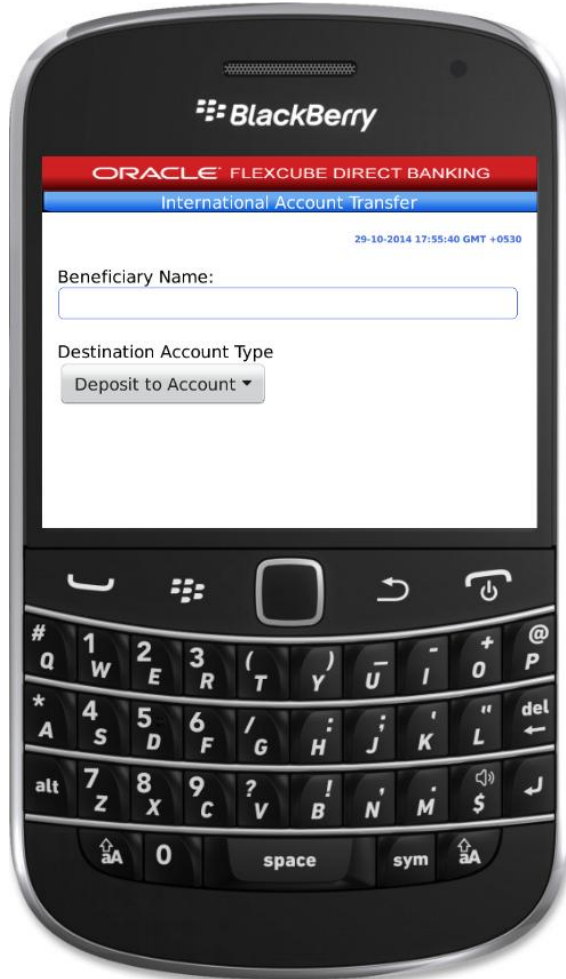 BlackBerry
ORACLE FLEXCUBE DIRECT BANKING
International Account Transfer
29-10-2014 17:55:40 GMT +0530
Beneficiary Name:
Destination Account Type
Deposit to Account
# 1 2 3 ( ) _ - + @
Q W E R T Y U I O P
* 4 5 6 / : ; ' " del
A S D F G H J K L
alt 7 8 9 ? ! , .
Z X C V B N M $
aA 0 space sym aA